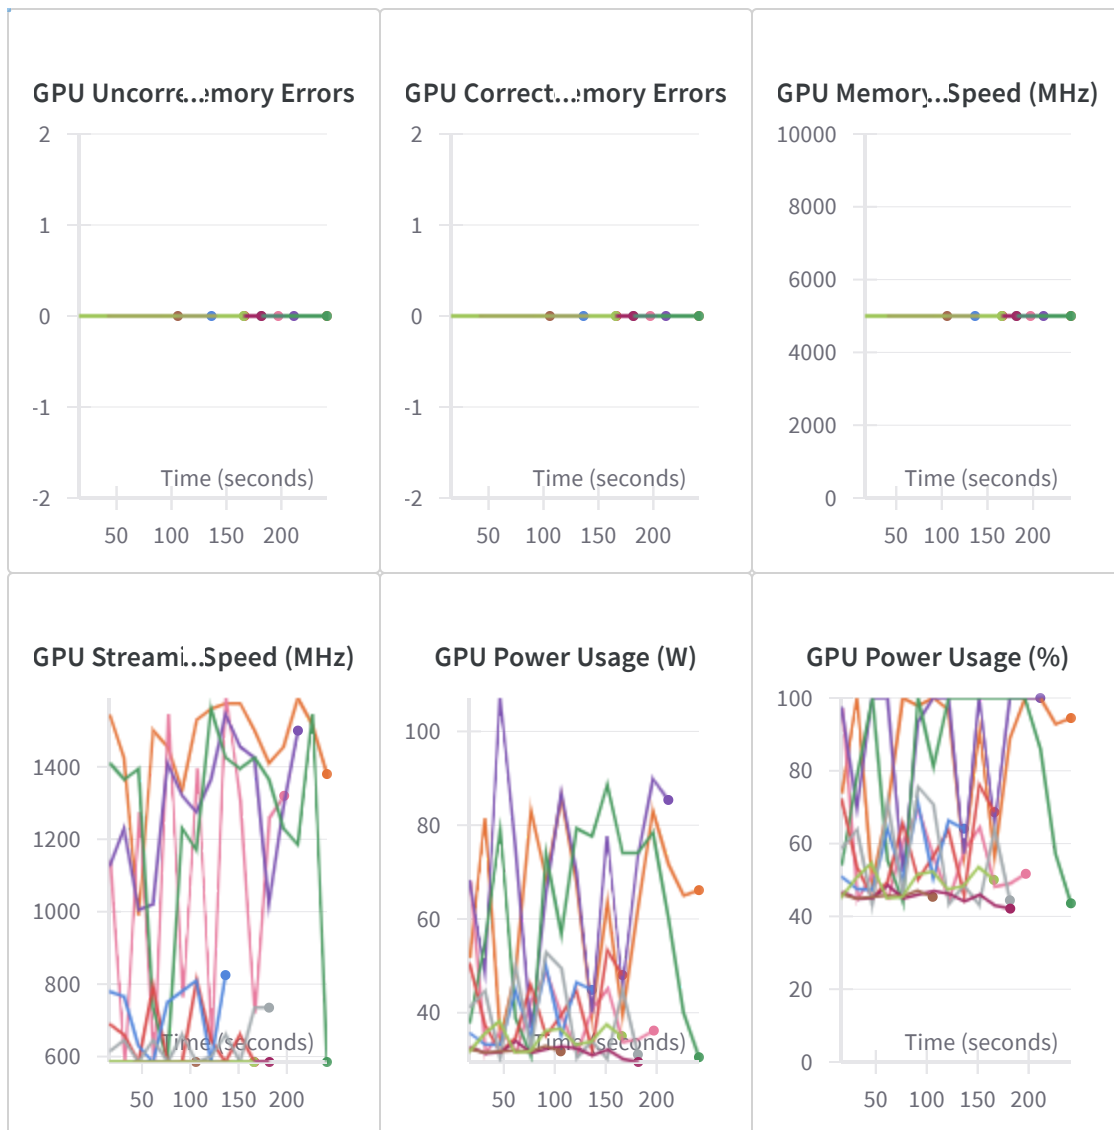 GPU Uncorre...emory Errors
2
1
0
-1
-2
Time (seconds)
50 100 150 200
GPU Correct...emory Errors
2
1
0
-1
-2
Time (seconds)
50 100 150 200
GPU Memory...Speed (MHz)
10000
8000
6000
4000
2000
0
Time (seconds)
50 100 150 200
GPU Streami...Speed (MHz)
1400
1200
1000
800
600
Time (seconds)
50 100 150 200
GPU Power Usage (W)
100
80
60
40
Time (seconds)
50 100 150 200
GPU Power Usage (%)
100
80
60
40
20
0
Time (seconds)
50 100 150 200